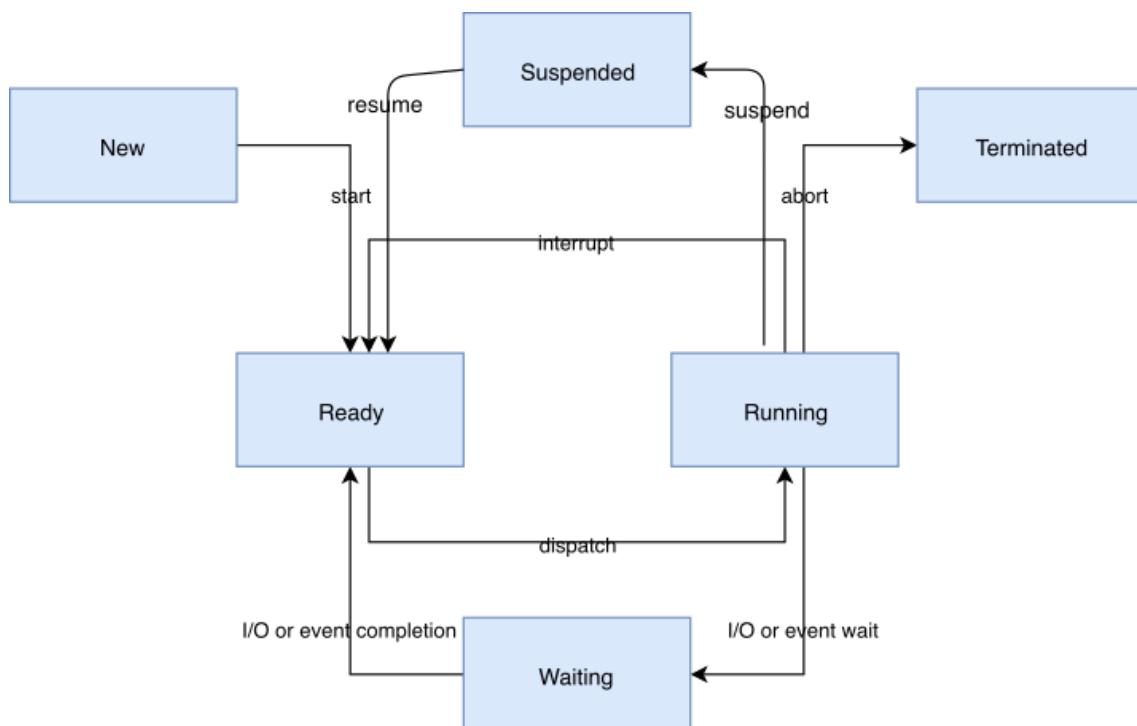 Suspended
resume
suspend
New
Terminated
start
abort
interrupt
Ready
Running
dispatch
I/O or event completion
I/O or event wait
Waiting